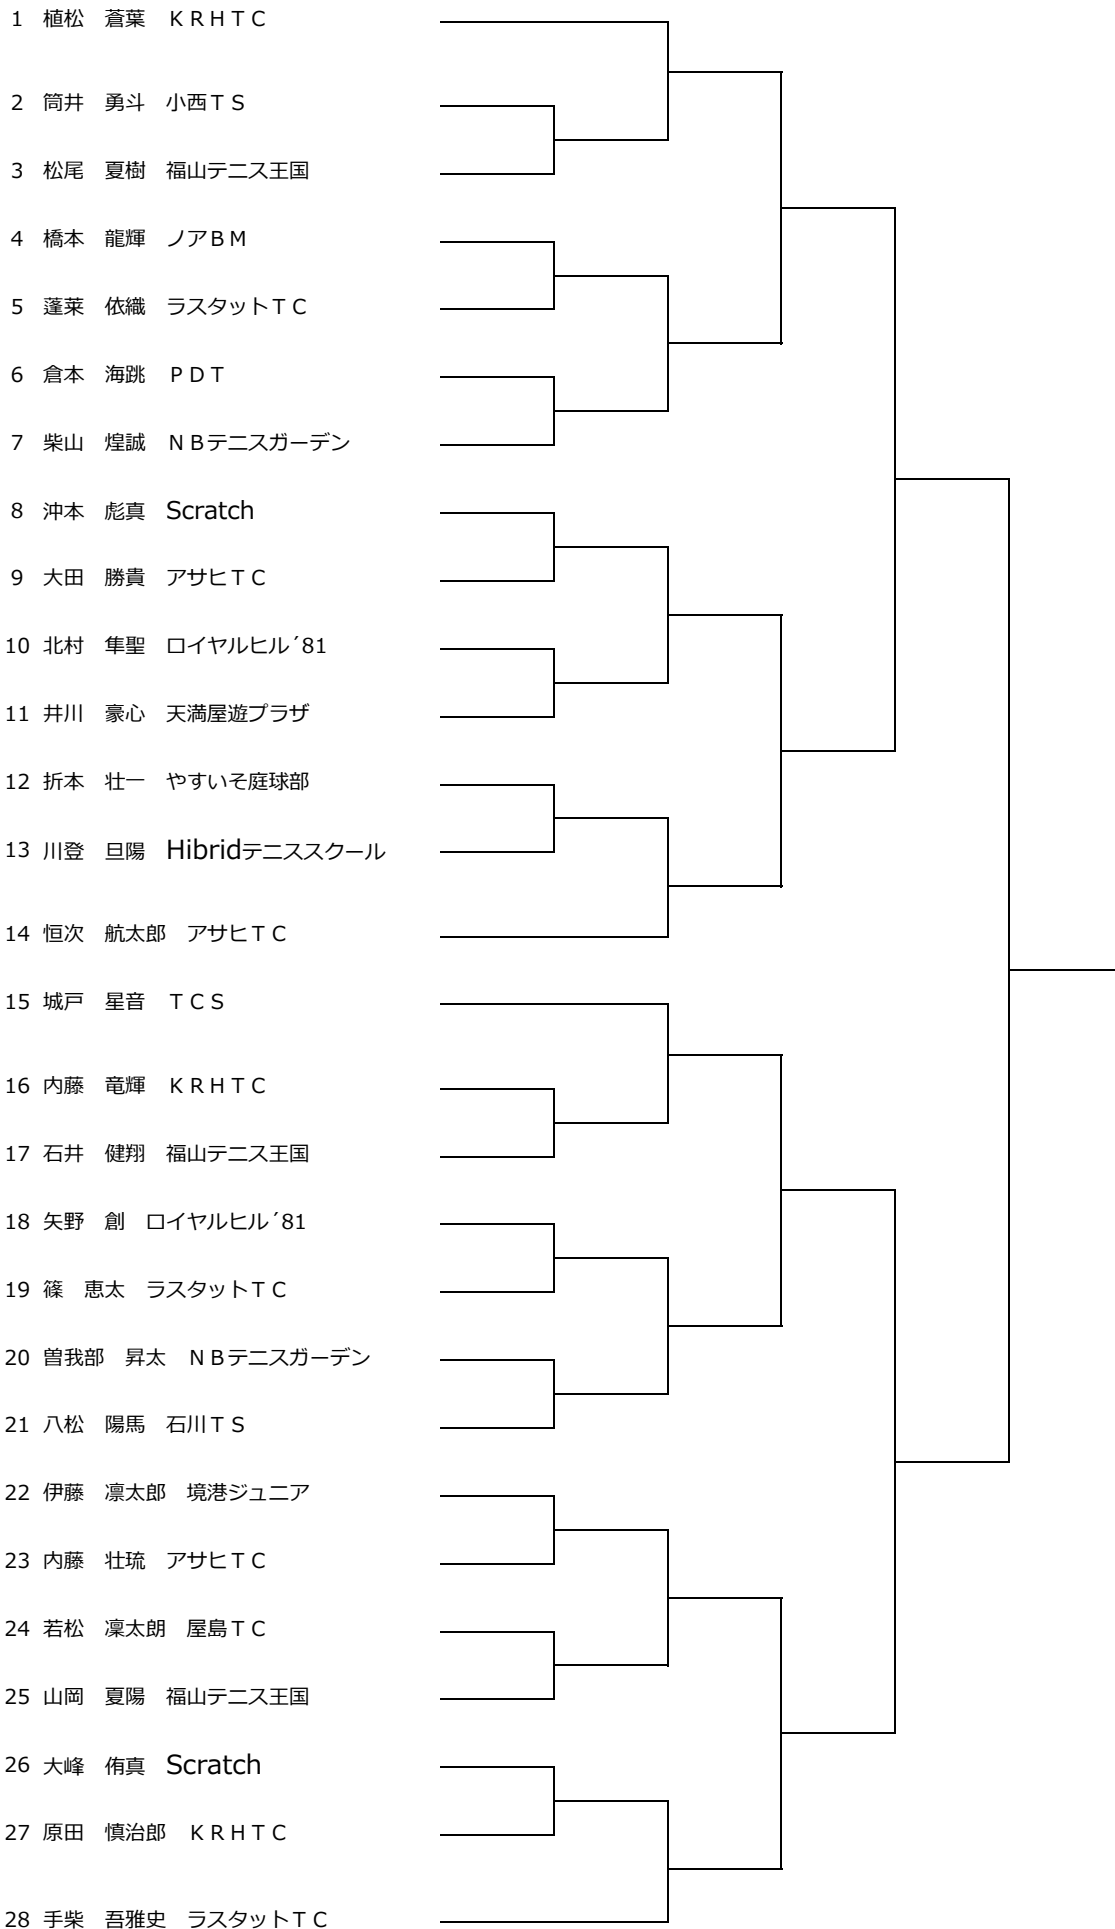 1 植松　蒼葉　ＫＲＨＴＣ
2 筒井　勇斗　小西ＴＳ
3 松尾　夏樹　福山テニス王国
4 橋本　龍輝　ノアＢＭ
5 蓬莱　依織　ラスタットＴＣ
6 倉本　海跳　ＰＤＴ
7 柴山　煌誠　ＮＢテニスガーデン
8 沖本　彪真　Scratch
9 大田　勝貴　アサヒＴＣ
10 北村　隼聖　ロイヤルヒル´81
11 井川　豪心　天満屋遊プラザ
12 折本　壮一　やすいそ庭球部
13 川登　旦陽　Hibridテニススクール
14 恒次　航太郎　アサヒＴＣ
15 城戸　星音　ＴＣＳ
16 内藤　竜輝　ＫＲＨＴＣ
17 石井　健翔　福山テニス王国
18 矢野　創　ロイヤルヒル´81
19 篠　恵太　ラスタットＴＣ
20 曽我部　昇太　ＮＢテニスガーデン
21 八松　陽馬　石川ＴＳ
22 伊藤　凛太郎　境港ジュニア
23 内藤　壮琉　アサヒＴＣ
24 若松　凜太朗　屋島ＴＣ
25 山岡　夏陽　福山テニス王国
26 大峰　侑真　Scratch
27 原田　慎治郎　ＫＲＨＴＣ
28 手柴　吾雅史　ラスタットＴＣ